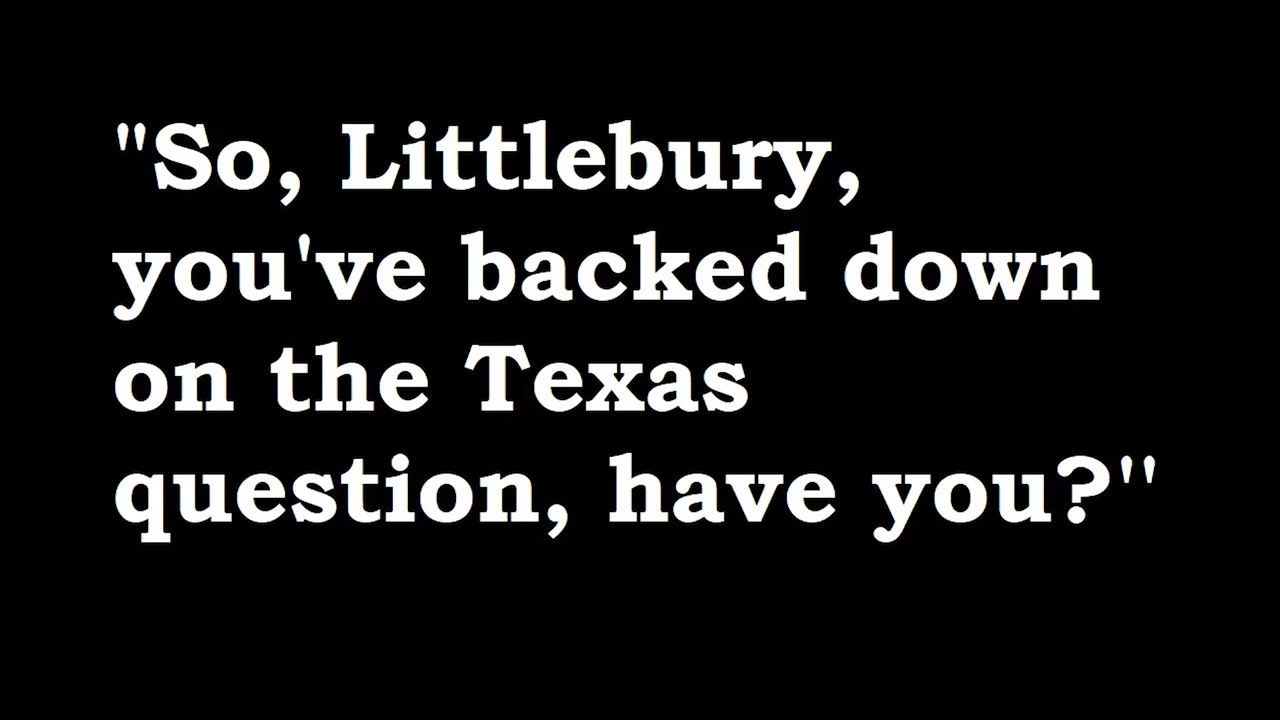 "So, Littlebury,
you've backed down
on the Texas
question, have you?"